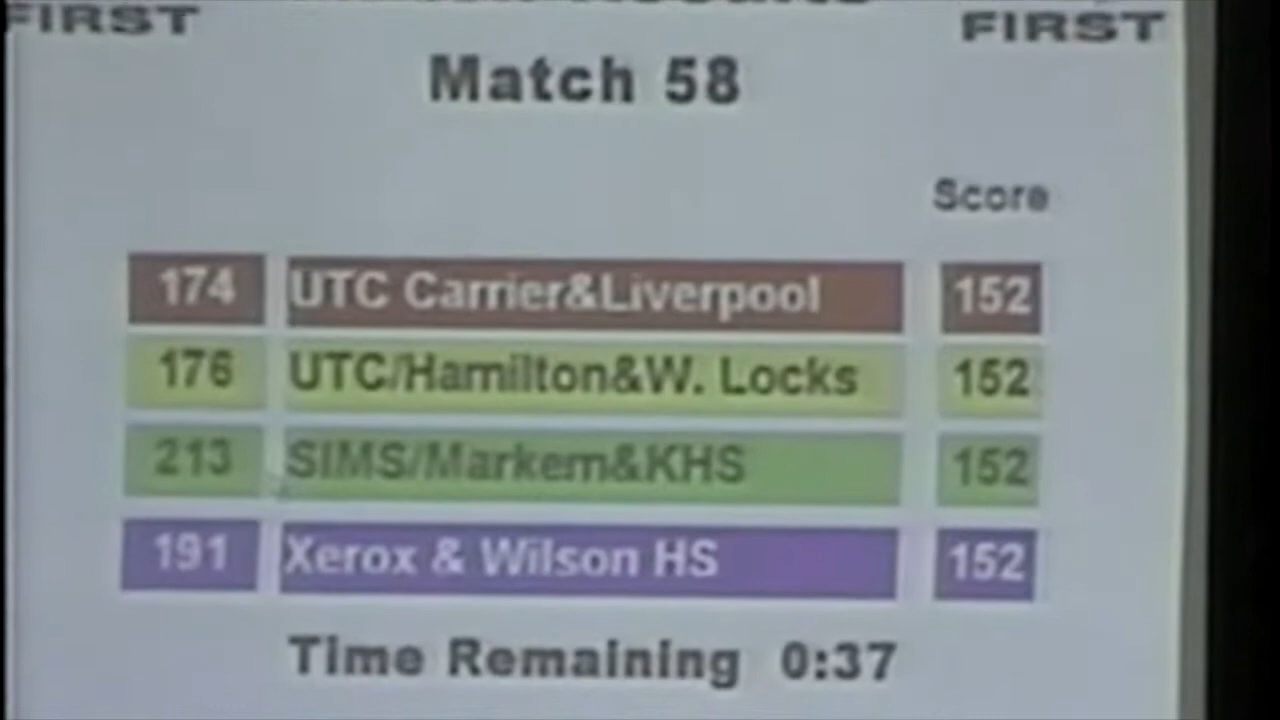 FIRST FIRST
Match 58
Score
174 UTC Carrier&Liverpool 152
176 UTC/Hamilton&W. Locks 152
213 SIMS/Markem&KHS 152
191 Xerox & Wilson HS 152
Time Remaining 0:37